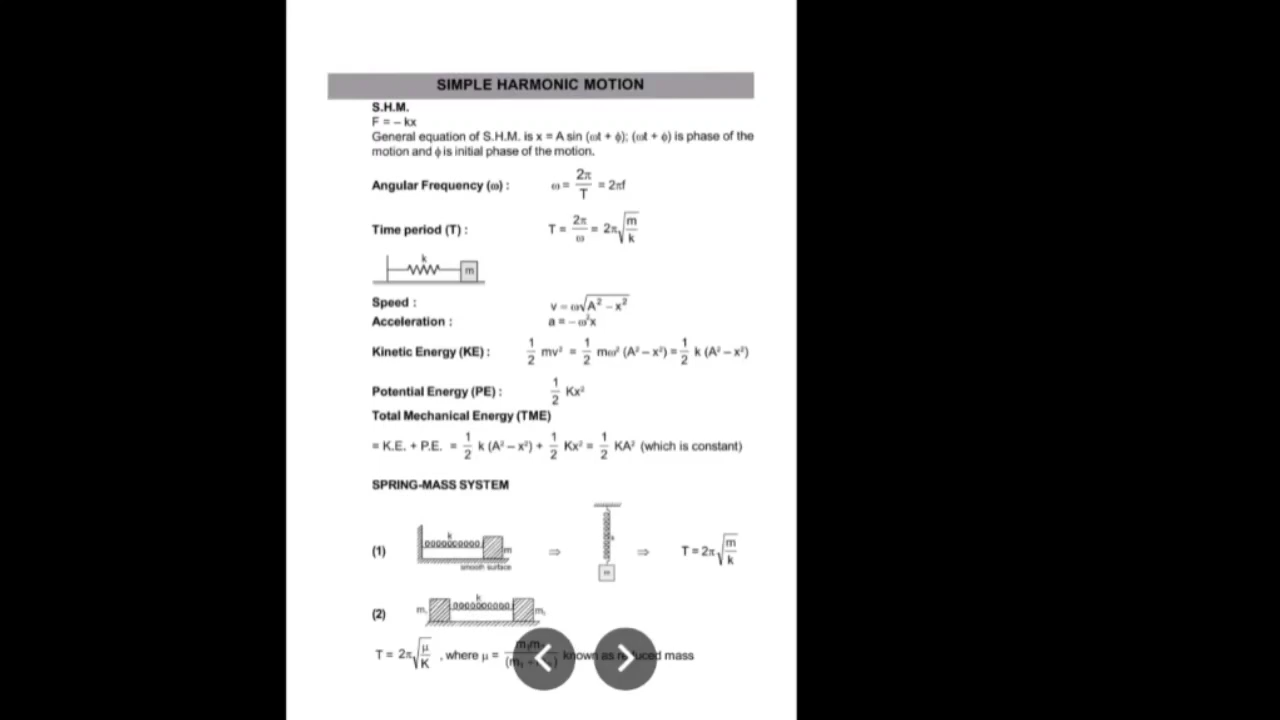 SIMPLE HARMONIC MOTION
S.H.M.
F = – kx
General equation of S.H.M. is x = A sin (ωt + ϕ); (ωt + ϕ) is phase of the
motion and ϕ is initial phase of the motion.
Angular Frequency (ω) : ω = 2π/T = 2πf
Time period (T) : T = 2π/ω = 2π√(m/k)
k
m
Speed : v = ω√(A² – x²)
Acceleration : a = – ω²x
Kinetic Energy (KE) : 1/2 mv² = 1/2 mω² (A² – x²) = 1/2 k (A² – x²)
Potential Energy (PE) : 1/2 Kx²
Total Mechanical Energy (TME)
= K.E. + P.E. = 1/2 k (A² – x²) + 1/2 Kx² = 1/2 KA² (which is constant)
SPRING-MASS SYSTEM
(1) k m ⇒ ⇒ T = 2π√(m/k)
smooth surface
m
(2) k
T = 2π√(μ/K) , where μ = known as reduced mass